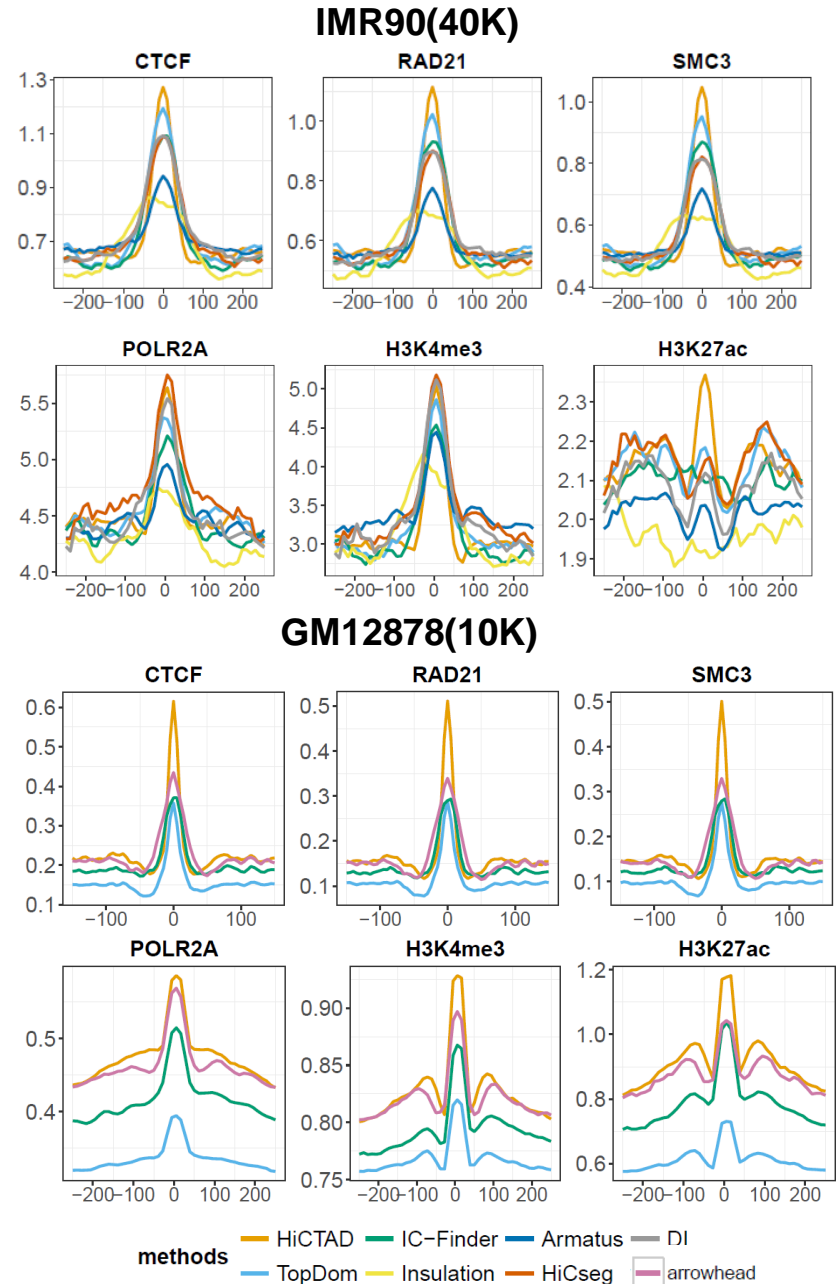 IMR90(40K)
CTCF RAD21 SMC3
1.3
1.1
0.9
0.7
−200−100 0 100 200
1.0
0.8
0.6
−200−100 0 100 200
1.0
0.8
0.6
0.4
−200−100 0 100 200
POLR2A H3K4me3 H3K27ac
5.5
5.0
4.5
4.0
−200−100 0 100 200
5.0
4.5
4.0
3.5
3.0
−200−100 0 100 200
2.3
2.2
2.1
2.0
1.9
−200−100 0 100 200
GM12878(10K)
CTCF RAD21 SMC3
0.6
0.5
0.4
0.3
0.2
0.1
−100 0 100
0.5
0.4
0.3
0.2
0.1
−100 0 100
0.5
0.4
0.3
0.2
0.1
−100 0 100
POLR2A H3K4me3 H3K27ac
0.5
0.4
−200−100 0 100 200
0.90
0.85
0.80
0.75
−200−100 0 100 200
1.2
1.0
0.8
0.6
−200−100 0 100 200
methods
HiCTAD IC−Finder Armatus DI
TopDom Insulation HiCseg arrowhead